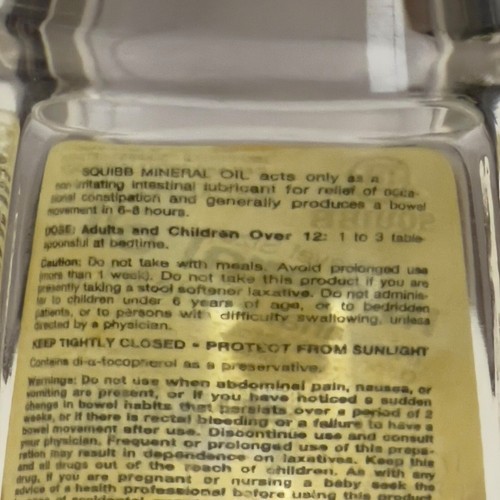 SQUIBB MINERAL OIL acts only as a
non-irritating intestinal lubricant for relief of occa-
sional constipation and generally produces a bowel
movement in 6-8 hours.
DOSE: Adults and Children Over 12: 1 to 3 table-
spoonsful at bedtime.
Caution: Do not take with meals. Avoid prolonged use
(more than 1 week). Do not take this product if you are
presently taking a stool softener laxative. Do not adminis-
ter to children under 6 years of age, or to bedridden
patients, or to persons with difficulty swallowing, unless
directed by a physician.
KEEP TIGHTLY CLOSED - PROTECT FROM SUNLIGHT
Contains dl-α-tocopherol as a preservative.
Warnings: Do not use when abdominal pain, nausea, or
vomiting are present, or if you have noticed a sudden
change in bowel habits that persists over a period of 2
weeks, or if there is rectal bleeding or a failure to have a
bowel movement after use. Discontinue use and consult
your physician. Frequent or prolonged use of this prepa-
ration may result in dependence on laxatives. Keep this
and all drugs out of the reach of children. As with any
drug, if you are pregnant or nursing a baby seek the
advice of a health professional before using this product